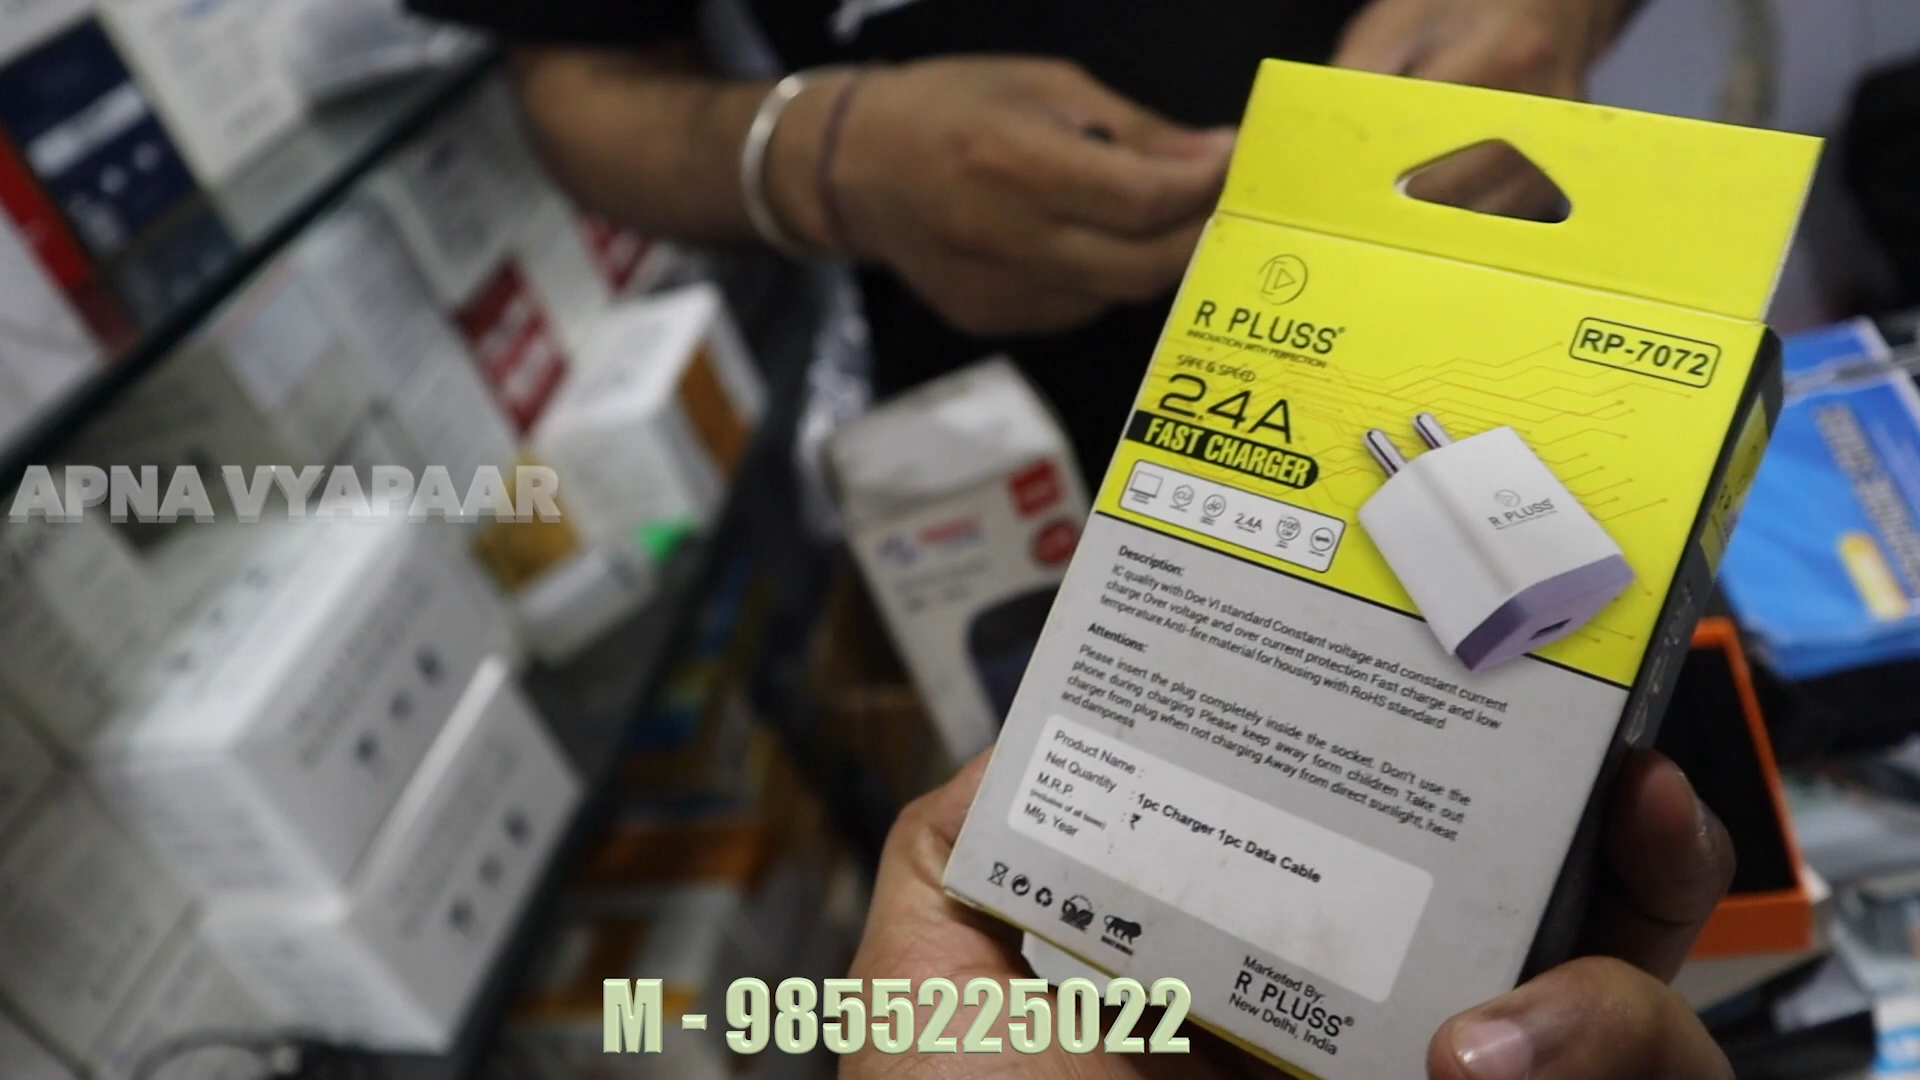 R PLUSS®
INNOVATION WITH PERFECTION
RP-7072
SAFE & SPEED
2.4A
FAST CHARGER
2.4A
R PLUSS
Description:
IC quality with Doe VI standard Constant voltage and constant current
charge Over voltage and over current protection Fast charge and low
temperature Anti-fire material for housing with RoHS standard
Attentions:
Please insert the plug completely inside the socket. Don't use the
phone during charging Please keep away form children Take out
charger from plug when not charging Away from direct sunlight, heat
and dampness
Product Name :
Net Quantity : 1pc Charger 1pc Data Cable
M.R.P. : ₹
(Inclusive of all taxes)
Mfg. Year :
Marketed By:
R PLUSS®
New Delhi, India
APNA VYAPAAR
M - 9855225022